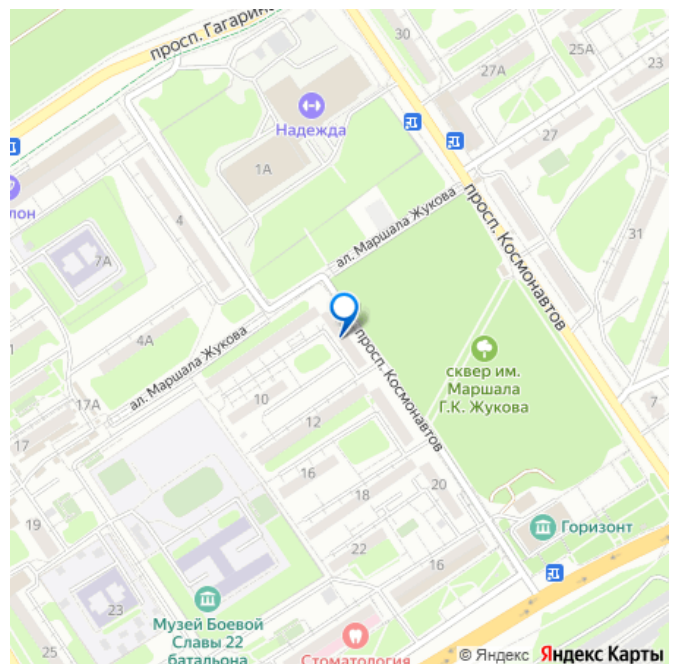 просп. Гагарина
30
25А
23
27А
Надежда
27
1А
лон
4
ал. Маршала Жукова
просп. Космонавтов
31
7А
4А
ал. Маршала Жукова
просп. Космонавтов
сквер им.
Маршала
Г.К. Жукова
1
17А
10
7
12
17
16
20
18
19
Горизонт
22
16
23
Музей Боевой
Славы 22
батальона
25
Стоматология
© Яндекс Яндекс Карты